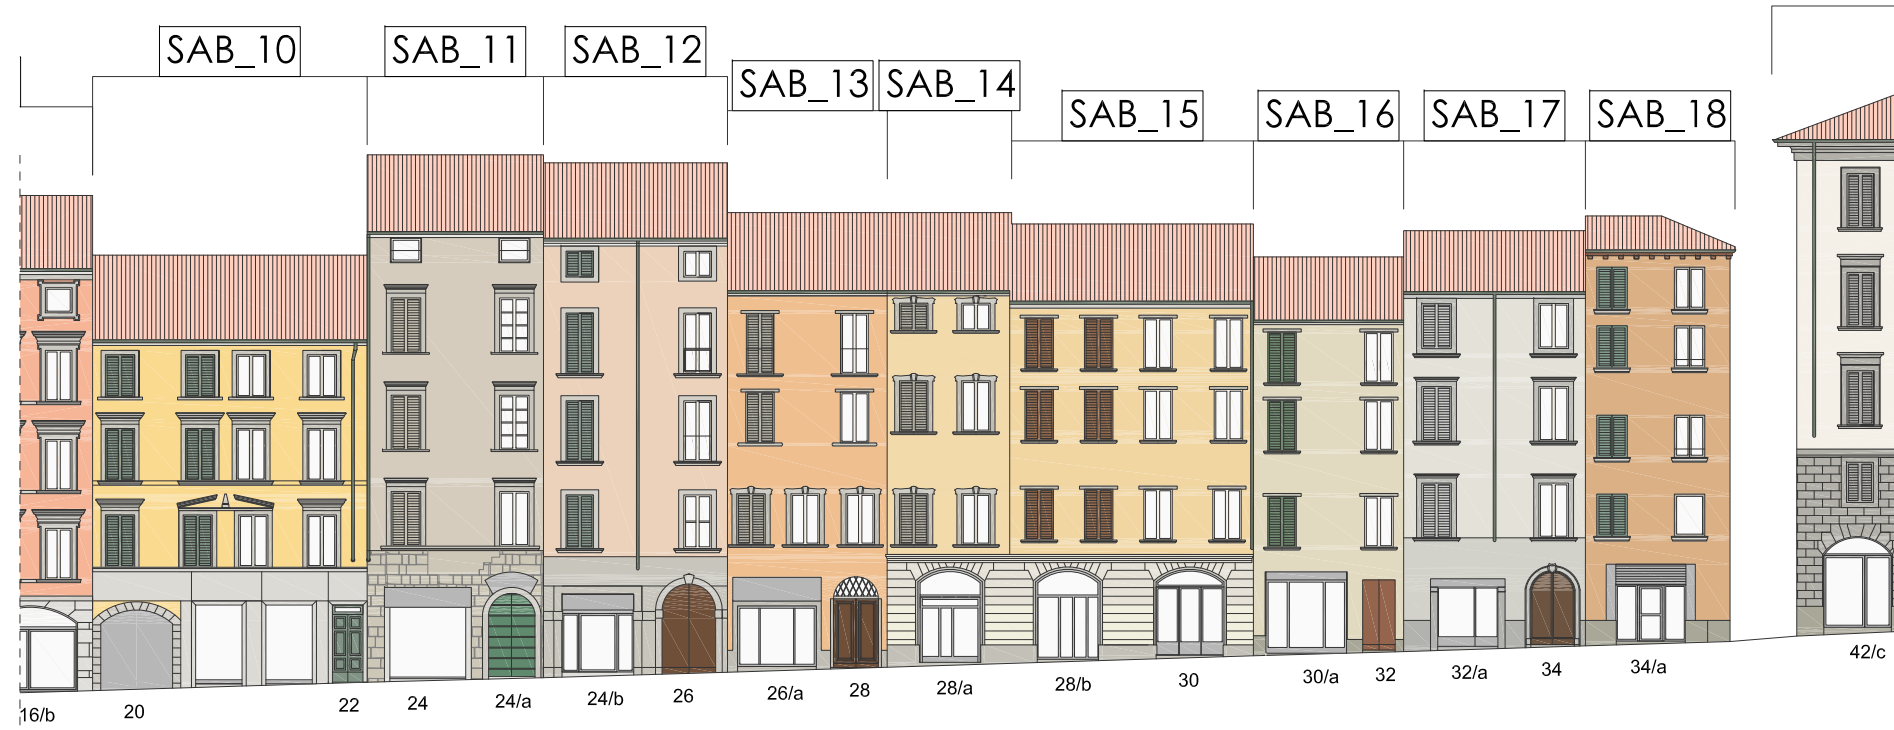 SAB_10
SAB_11
SAB_12
SAB_13
SAB_14
SAB_15
SAB_16
SAB_17
SAB_18
16/b
20
22
24
24/a
24/b
26
26/a
28
28/a
28/b
30
30/a
32
32/a
34
34/a
42/c